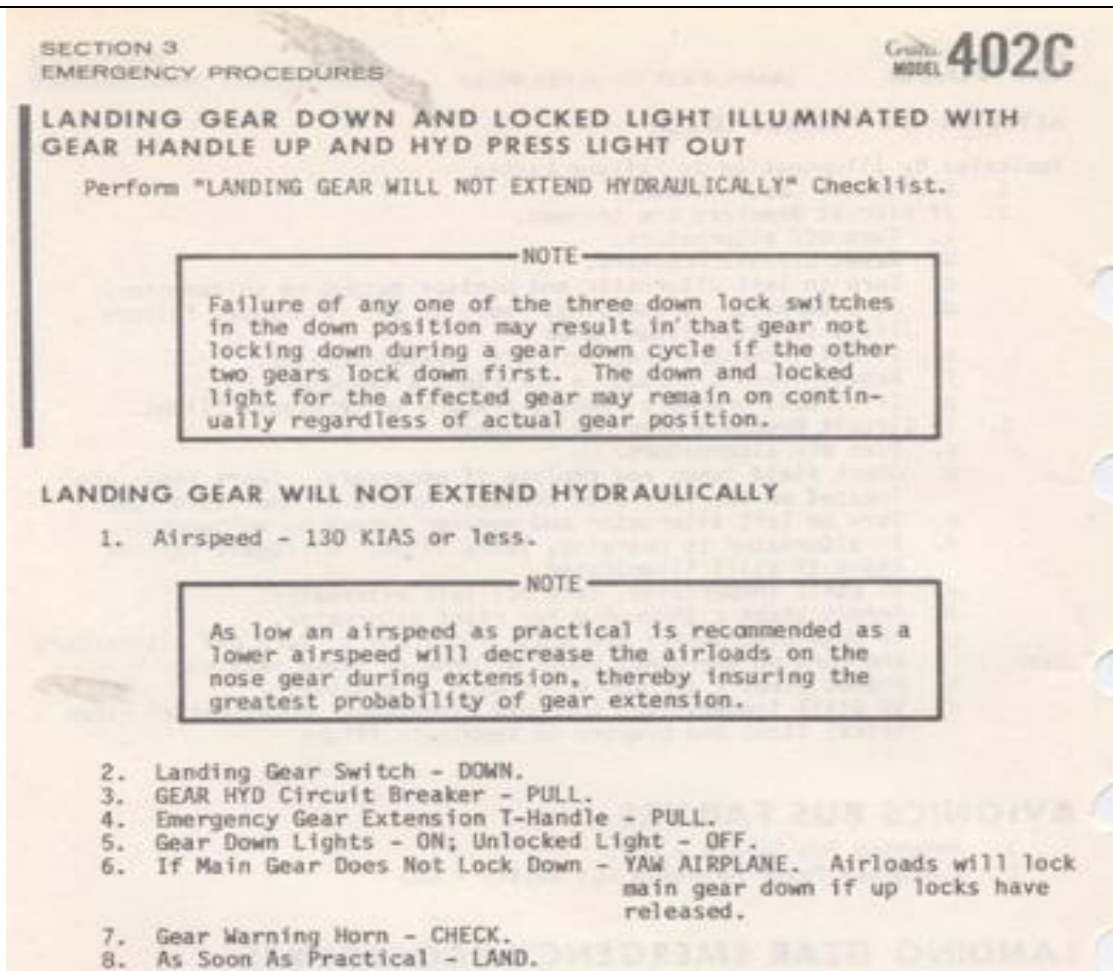 SECTION 3
EMERGENCY PROCEDURES
MODEL 402C
LANDING GEAR DOWN AND LOCKED LIGHT ILLUMINATED WITH
GEAR HANDLE UP AND HYD PRESS LIGHT OUT
Perform "LANDING GEAR WILL NOT EXTEND HYDRAULICALLY" Checklist.
NOTE
Failure of any one of the three down lock switches
in the down position may result in that gear not
locking down during a gear down cycle if the other
two gears lock down first. The down and locked
light for the affected gear may remain on contin-
ually regardless of actual gear position.
LANDING GEAR WILL NOT EXTEND HYDRAULICALLY
1. Airspeed - 130 KIAS or less.
NOTE
As low an airspeed as practical is recommended as a
lower airspeed will decrease the airloads on the
nose gear during extension, thereby insuring the
greatest probability of gear extension.
2. Landing Gear Switch - DOWN.
3. GEAR HYD Circuit Breaker - PULL.
4. Emergency Gear Extension T-Handle - PULL.
5. Gear Down Lights - ON; Unlocked Light - OFF.
6. If Main Gear Does Not Lock Down - YAW AIRPLANE. Airloads will lock
main gear down if up locks have
released.
7. Gear Warning Horn - CHECK.
8. As Soon As Practical - LAND.